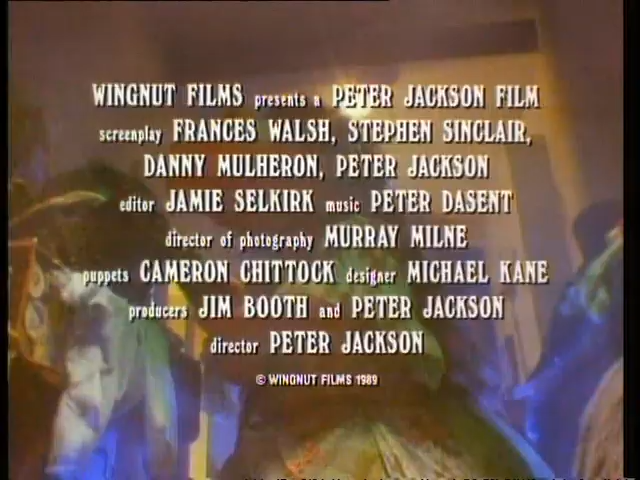 WINGNUT FILMS presents a PETER JACKSON FILM
screenplay FRANCES WALSH, STEPHEN SINCLAIR,
DANNY MULHERON, PETER JACKSON
editor JAMIE SELKIRK music PETER DASENT
director of photography MURRAY MILNE
puppets CAMERON CHITTOCK designer MICHAEL KANE
producers JIM BOOTH and PETER JACKSON
director PETER JACKSON
© WINGNUT FILMS 1989